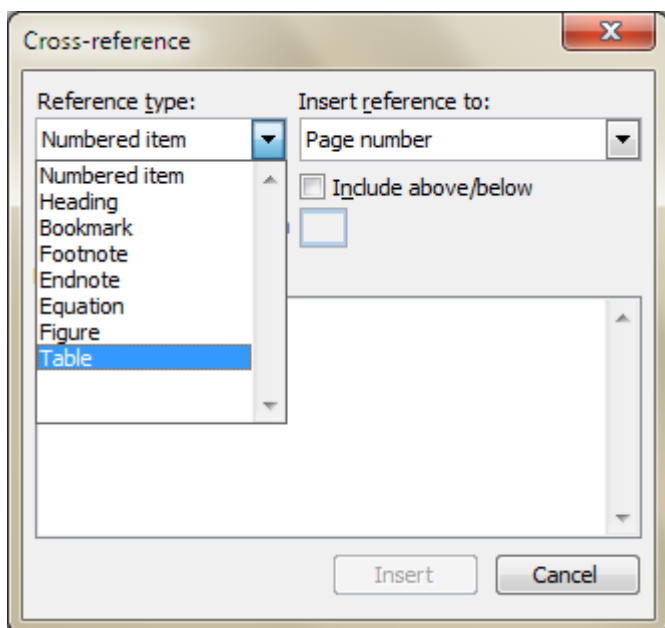 Cross-reference
Reference type:
Insert reference to:
Numbered item
Page number
Numbered item
Heading
Bookmark
Footnote
Endnote
Equation
Figure
Table
Include above/below
Insert
Cancel